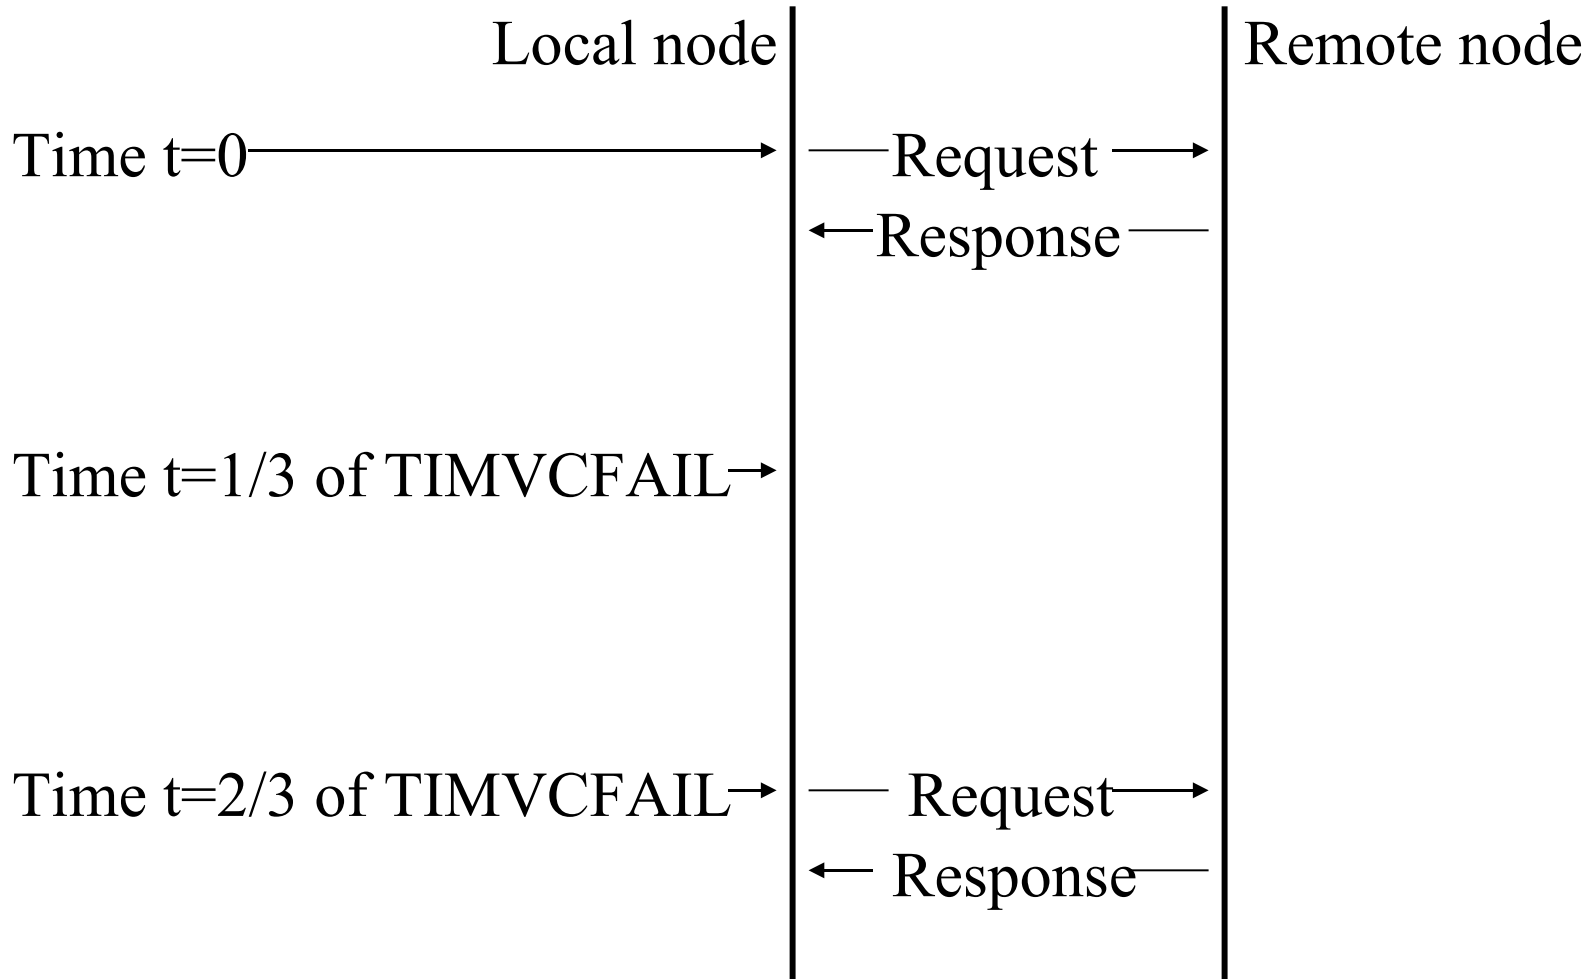 Local node
Remote node
Time t=0
Request
Response
Time t=1/3 of TIMVCFAIL
Time t=2/3 of TIMVCFAIL
Request
Response